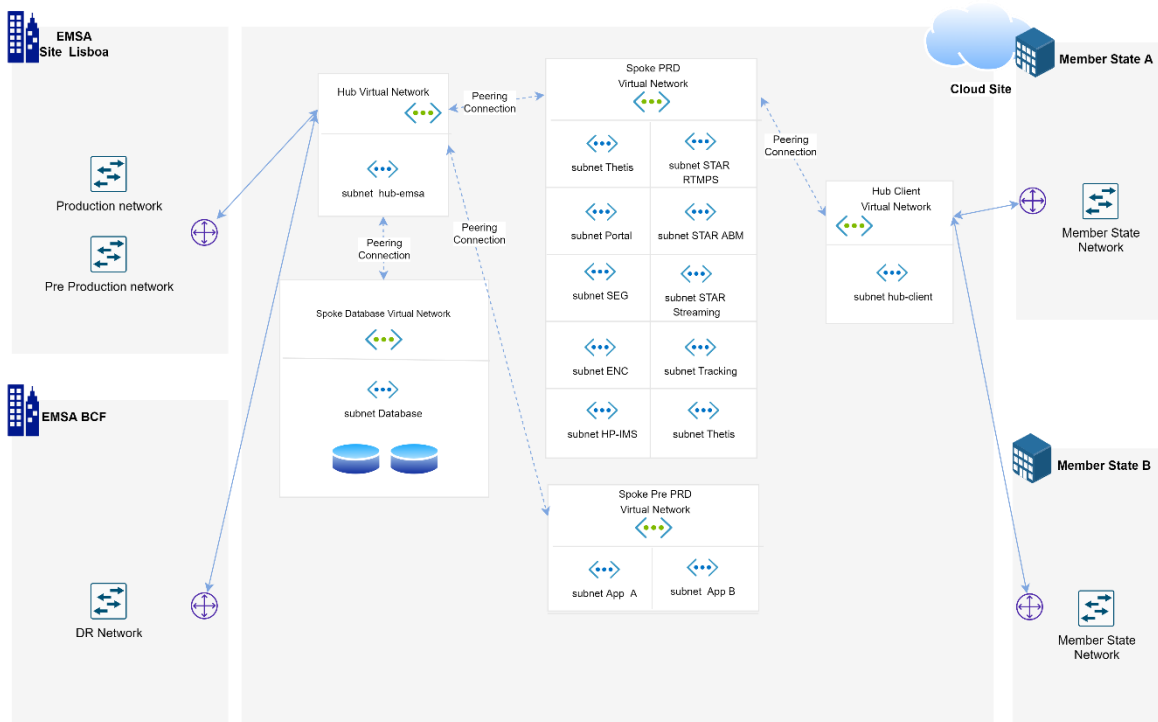 EMSA
Site Lisboa
Production network
Pre Production network
EMSA BCF
DR Network
Hub Virtual Network
subnet hub-emsa
Peering
Connection
Peering
Connection
Peering
Connection
Spoke Database Virtual Network
subnet Database
Spoke PRD
Virtual Network
subnet Thetis
subnet STAR
RTMPS
subnet Portal
subnet STAR ABM
subnet SEG
subnet STAR
Streaming
subnet ENC
subnet Tracking
subnet HP-IMS
subnet Thetis
Spoke Pre PRD
Virtual Network
subnet App A
subnet App B
Peering
Connection
Cloud Site
Hub Client
Virtual Network
subnet hub-client
Member State A
Member State
Network
Member State B
Member State
Network